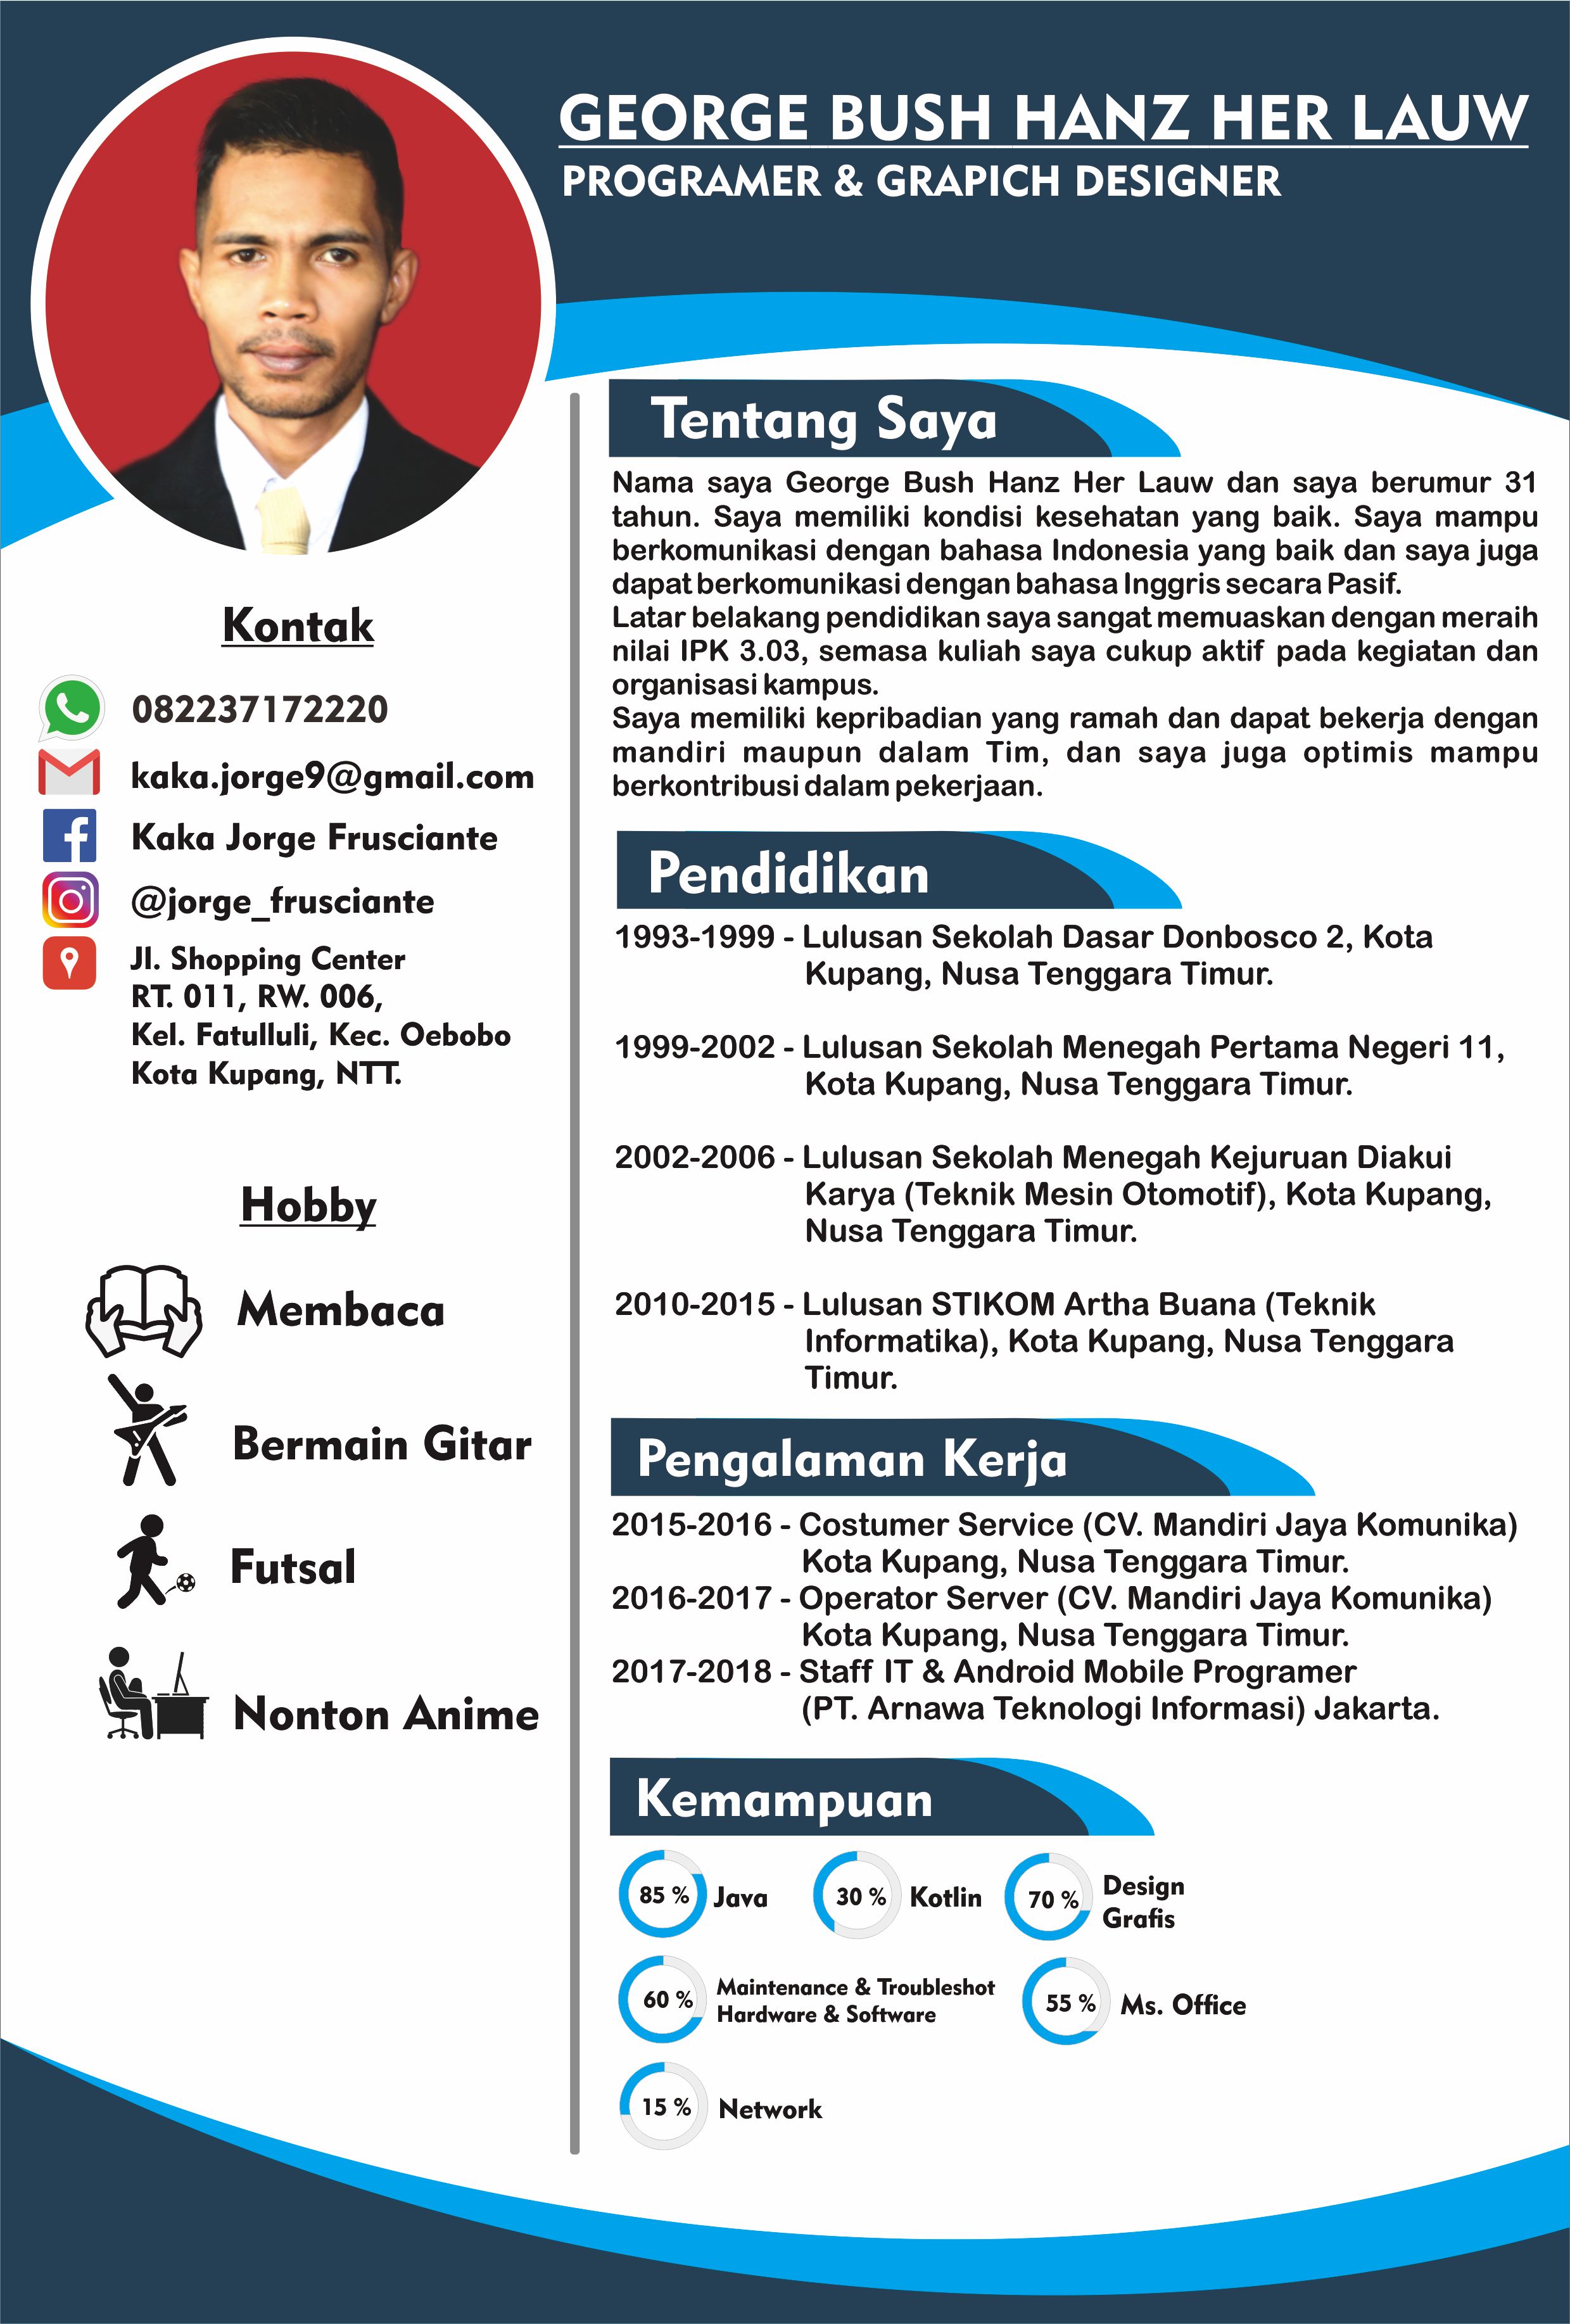 GEORGE BUSH HANZ HER LAUW
PROGRAMER & GRAPICH DESIGNER
Kontak
082237172220
kaka.jorge9@gmail.com
Kaka Jorge Frusciante
@jorge_frusciante
Jl. Shopping Center
RT. 011, RW. 006,
Kel. Fatulluli, Kec. Oebobo
Kota Kupang, NTT.
Hobby
Membaca
Bermain Gitar
Futsal
Nonton Anime
Tentang Saya
Nama saya George Bush Hanz Her Lauw dan saya berumur 31
tahun. Saya memiliki kondisi kesehatan yang baik. Saya mampu
berkomunikasi dengan bahasa Indonesia yang baik dan saya juga
dapat berkomunikasi dengan bahasa Inggris secara Pasif.
Latar belakang pendidikan saya sangat memuaskan dengan meraih
nilai IPK 3.03, semasa kuliah saya cukup aktif pada kegiatan dan
organisasi kampus.
Saya memiliki kepribadian yang ramah dan dapat bekerja dengan
mandiri maupun dalam Tim, dan saya juga optimis mampu
berkontribusi dalam pekerjaan.
Pendidikan
1993-1999 - Lulusan Sekolah Dasar Donbosco 2, Kota
Kupang, Nusa Tenggara Timur.
1999-2002 - Lulusan Sekolah Menegah Pertama Negeri 11,
Kota Kupang, Nusa Tenggara Timur.
2002-2006 - Lulusan Sekolah Menegah Kejuruan Diakui
Karya (Teknik Mesin Otomotif), Kota Kupang,
Nusa Tenggara Timur.
2010-2015 - Lulusan STIKOM Artha Buana (Teknik
Informatika), Kota Kupang, Nusa Tenggara
Timur.
Pengalaman Kerja
2015-2016 - Costumer Service (CV. Mandiri Jaya Komunika)
Kota Kupang, Nusa Tenggara Timur.
2016-2017 - Operator Server (CV. Mandiri Jaya Komunika)
Kota Kupang, Nusa Tenggara Timur.
2017-2018 - Staff IT & Android Mobile Programer
(PT. Arnawa Teknologi Informasi) Jakarta.
Kemampuan
85 % Java
30 % Kotlin
70 % Design
Grafis
60 % Maintenance & Troubleshot
Hardware & Software
55 % Ms. Office
15 % Network